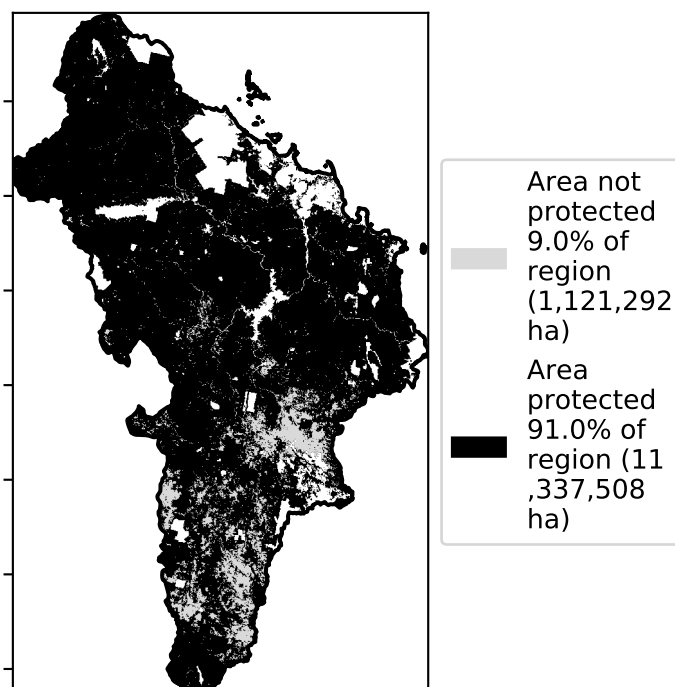 Area not
protected
9.0% of
region
(1,121,292
ha)
Area
protected
91.0% of
region (11
,337,508
ha)